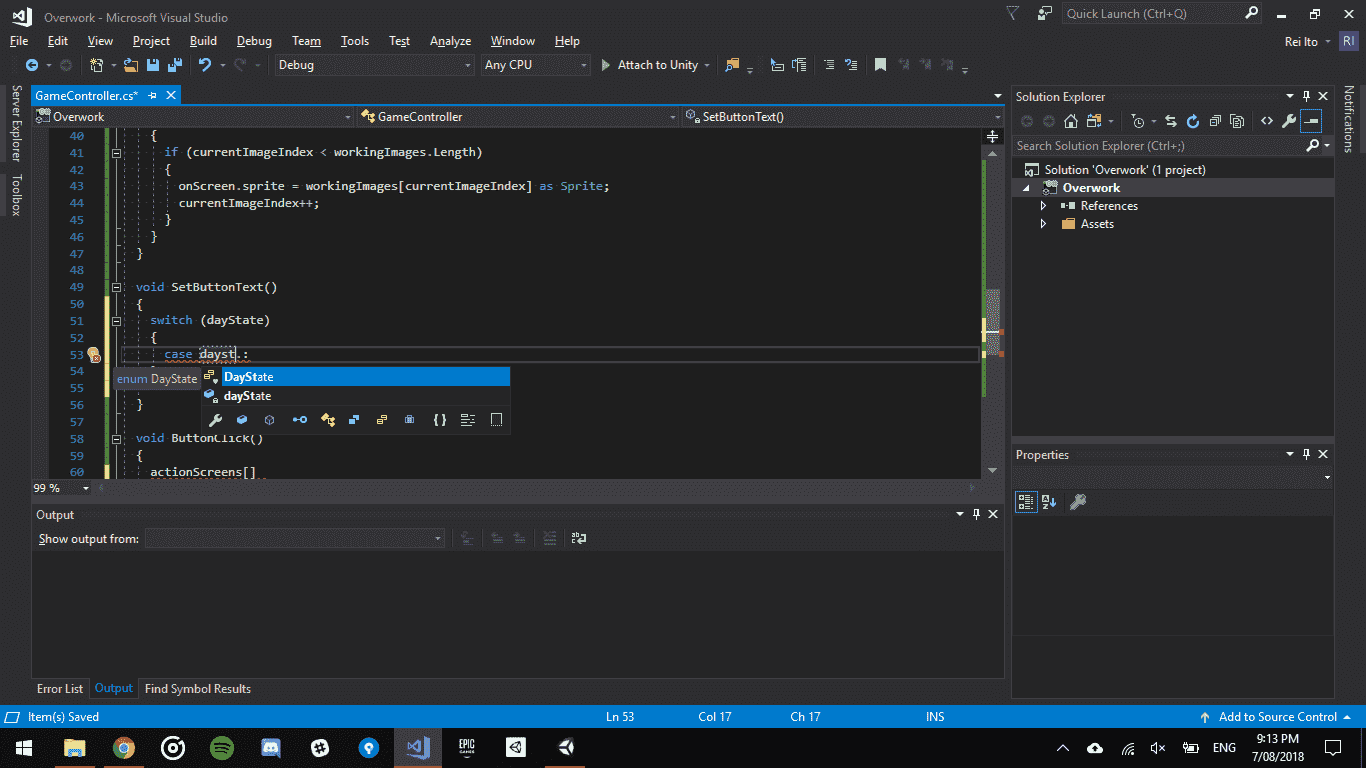 Overwork - Microsoft Visual Studio
Quick Launch (Ctrl+Q)
File Edit View Project Build Debug Team Tools Test Analyze Window Help
Rei Ito RI
Debug Any CPU Attach to Unity
Server Explorer
Toolbox
GameController.cs*
Overwork GameController SetButtonText()
40 {
41 if (currentImageIndex < workingImages.Length)
42 {
43 onScreen.sprite = workingImages[currentImageIndex] as Sprite;
44 currentImageIndex++;
45 }
46 }
47 }
48
49 void SetButtonText()
50 {
51 switch (dayState)
52 {
53 case dayst.:
54
enum DayState
DayState
55
dayState
56 }
57
58 void ButtonClick()
59 {
60 actionScreens[]
99 %
Output
Show output from:
Error List Output Find Symbol Results
Solution Explorer
Search Solution Explorer (Ctrl+;)
Solution 'Overwork' (1 project)
Overwork
References
Assets
Properties
Notifications
Item(s) Saved Ln 53 Col 17 Ch 17 INS Add to Source Control
EPIC GAMES
ENG
9:13 PM
7/08/2018